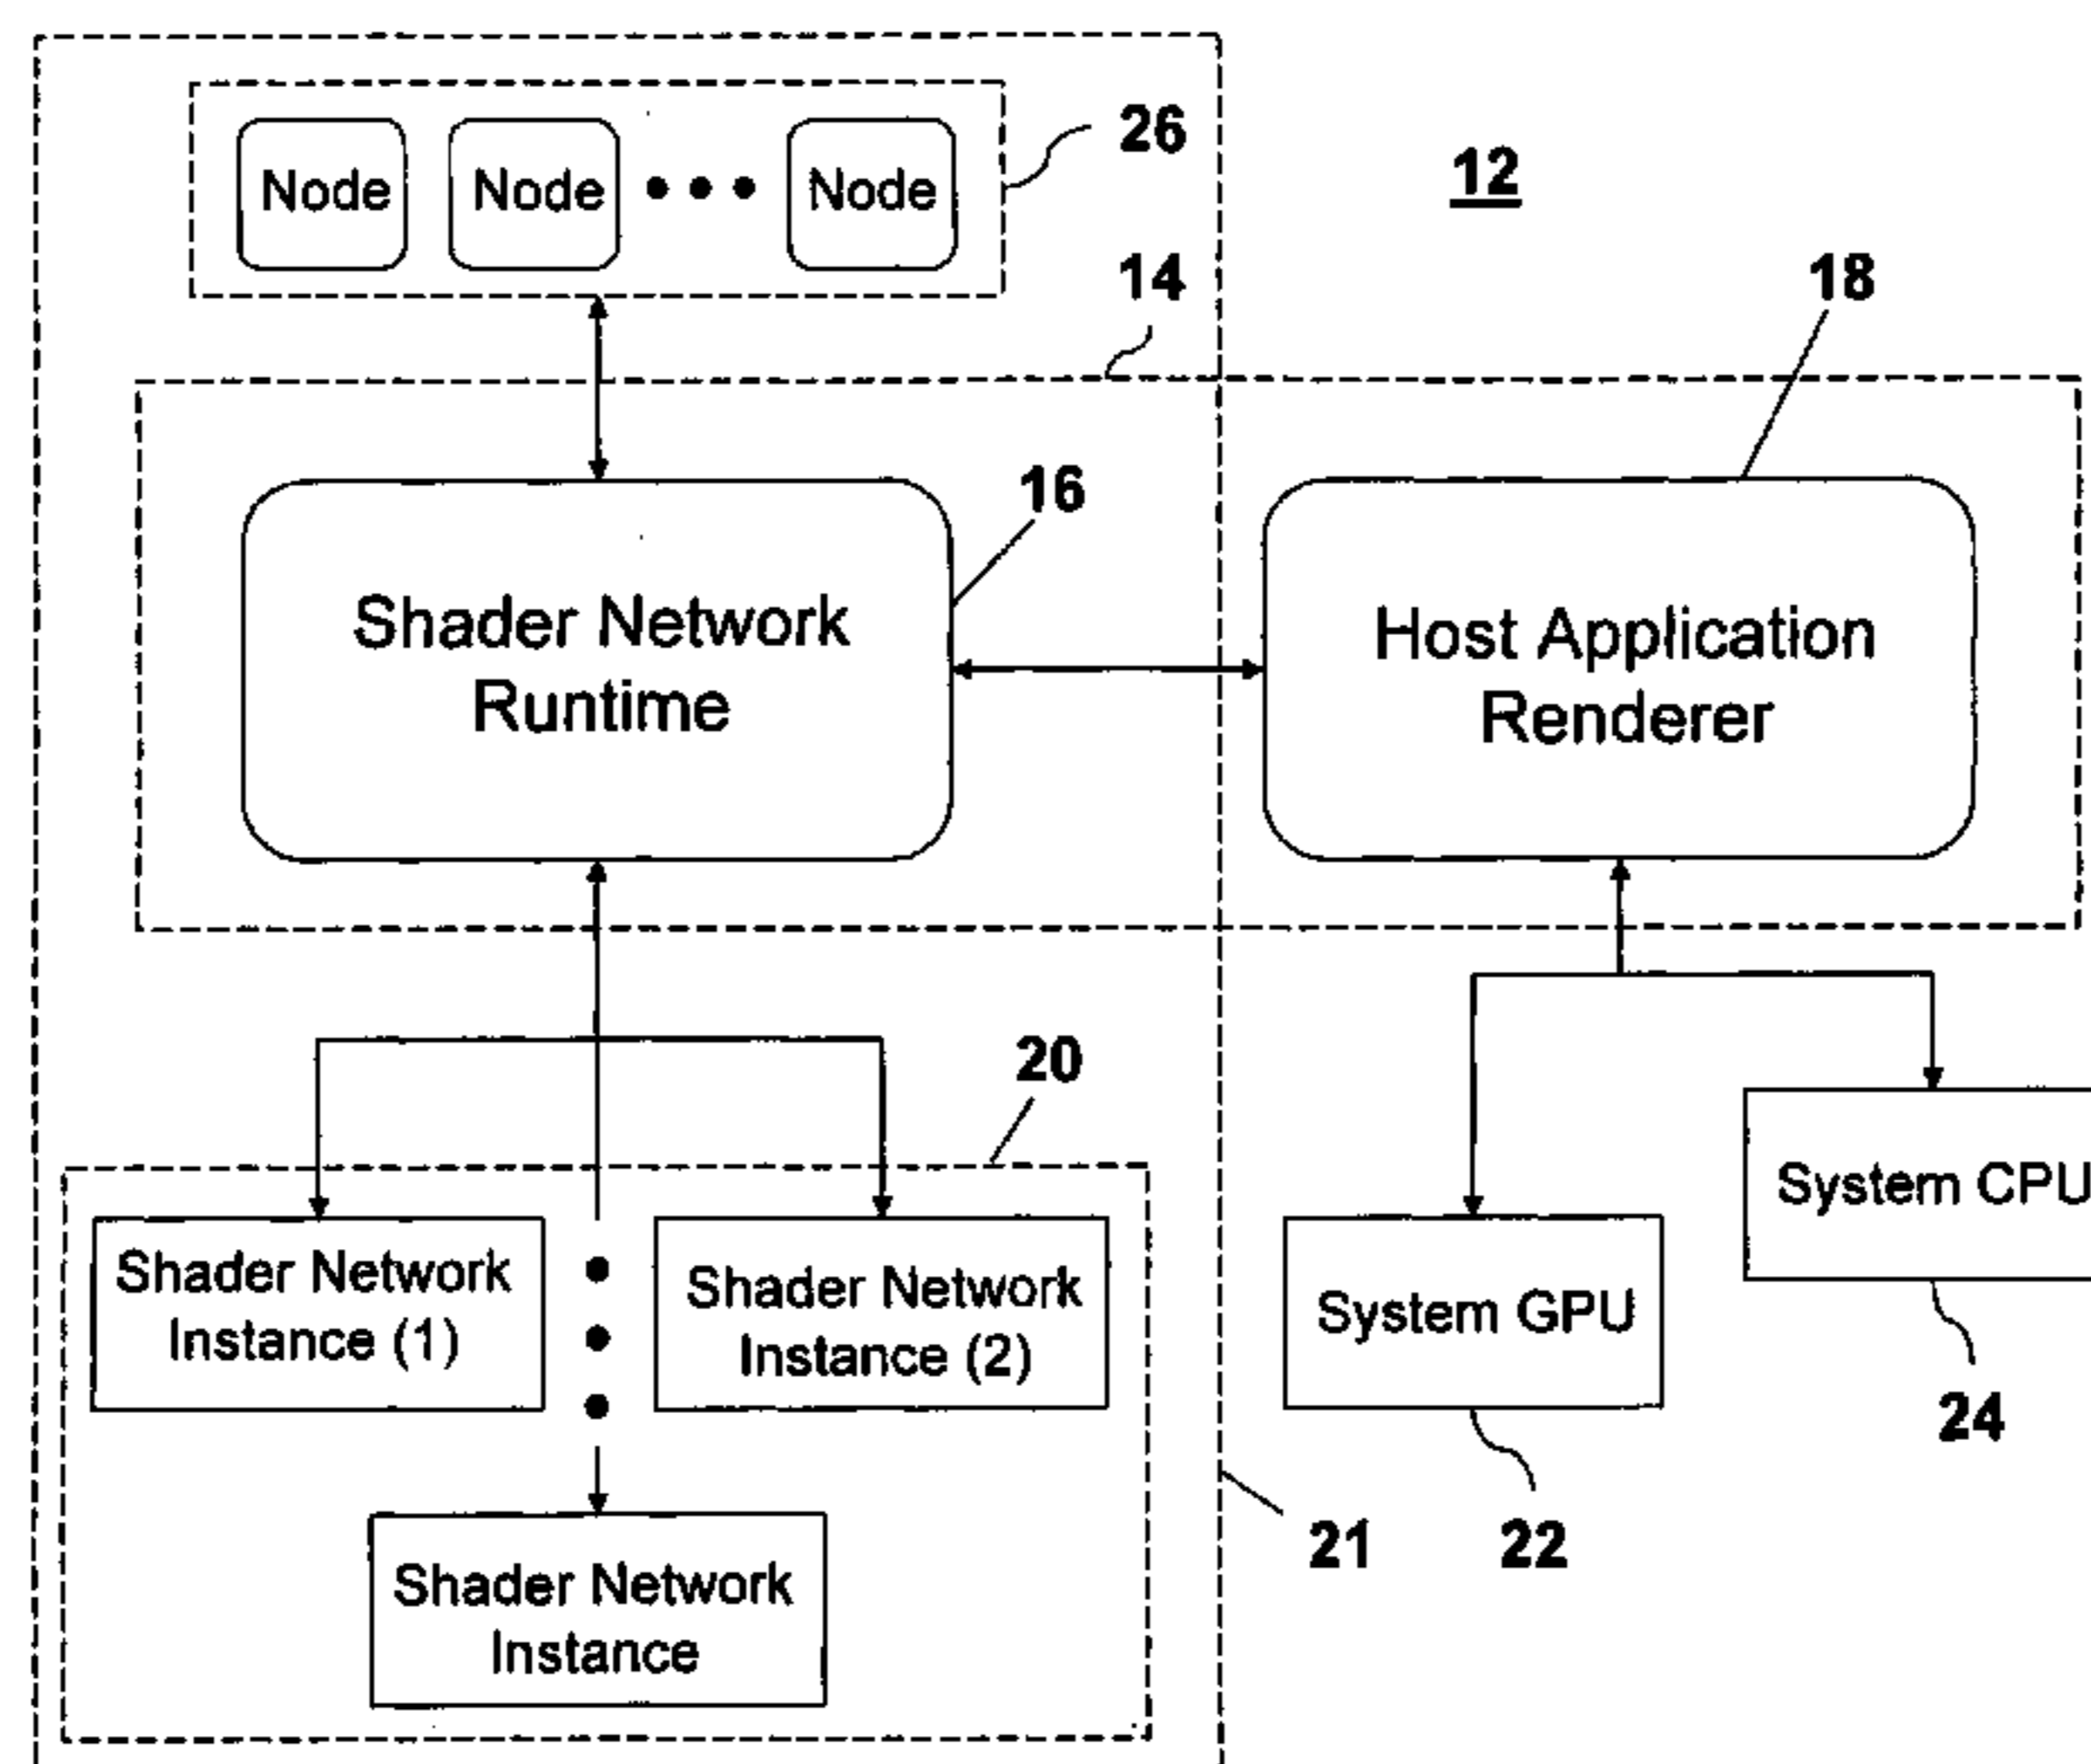 Node
Node
Node
26
12
14
18
16
Shader Network
Runtime
Host Application
Renderer
20
Shader Network
Instance (1)
Shader Network
Instance (2)
System GPU
System CPU
24
21
22
Shader Network
Instance